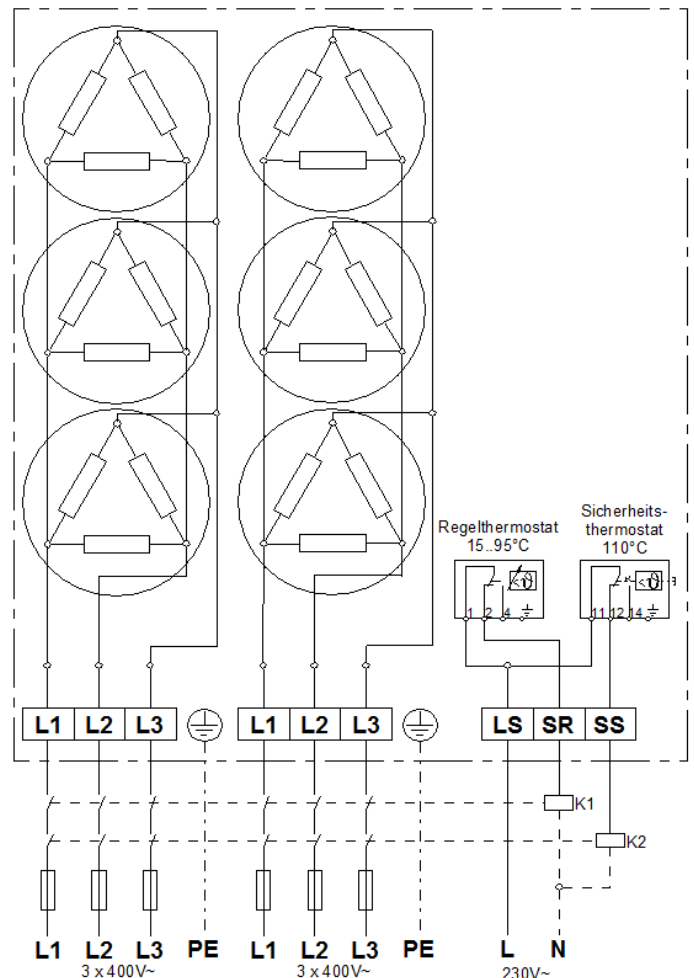 Regelthermostat
15..95°C
Sicherheits-
thermostat
110°C
1 2 4
11 12 14
L1 L2 L3
L1 L2 L3
LS SR SS
K1
K2
L1 L2 L3 PE
3 x 400V~
L1 L2 L3 PE
3 x 400V~
L N
230V~